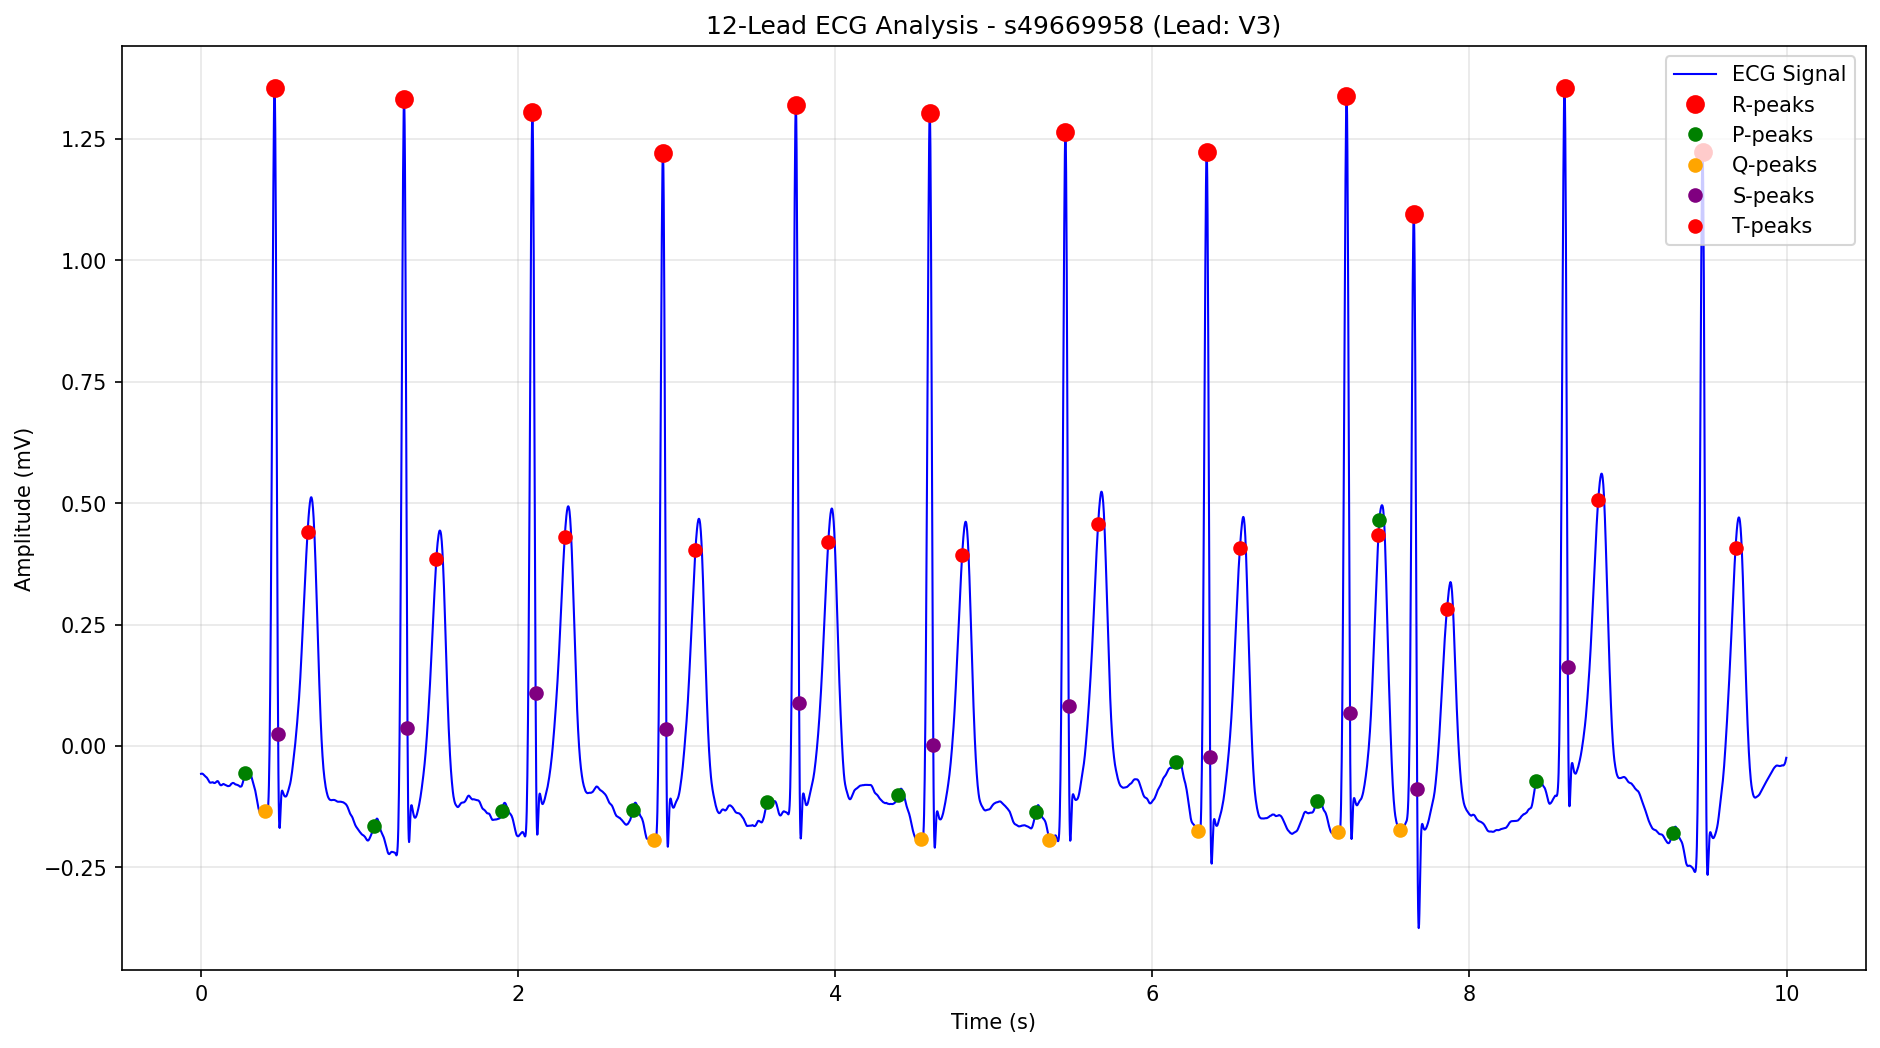 12-Lead ECG Analysis - s49669958 (Lead: V3)
ECG Signal
R-peaks
P-peaks
Q-peaks
S-peaks
T-peaks
Amplitude (mV)
1.25
1.00
0.75
0.50
0.25
0.00
−0.25
0
2
4
6
8
10
Time (s)